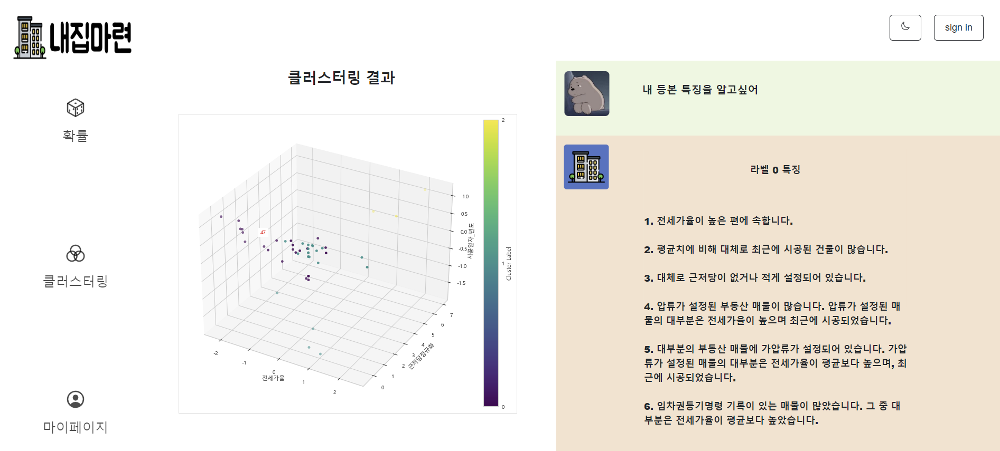 내집마련
sign in
확률
클러스터링
마이페이지
클러스터링 결과
47
2
1
0
Cluster Label
1.0
0.5
0.0
-0.5
-1.0
-1.5
시공일자_년도
7
6
5
4
3
2
1
0
근저당정규화
-2
-1
0
1
2
전세가율
내 등본 특징을 알고싶어
라벨 0 특징
1. 전세가율이 높은 편에 속합니다.
2. 평균치에 비해 대체로 최근에 시공된 건물이 많습니다.
3. 대체로 근저당이 없거나 적게 설정되어 있습니다.
4. 압류가 설정된 부동산 매물이 많습니다. 압류가 설정된 매
물의 대부분은 전세가율이 높으며 최근에 시공되었습니다.
5. 대부분의 부동산 매물에 가압류가 설정되어 있습니다. 가압
류가 설정된 매물의 대부분은 전세가율이 평균보다 높으며, 최
근에 시공되었습니다.
6. 임차권등기명령 기록이 있는 매물이 많았습니다. 그 중 대
부분은 전세가율이 평균보다 높았습니다.